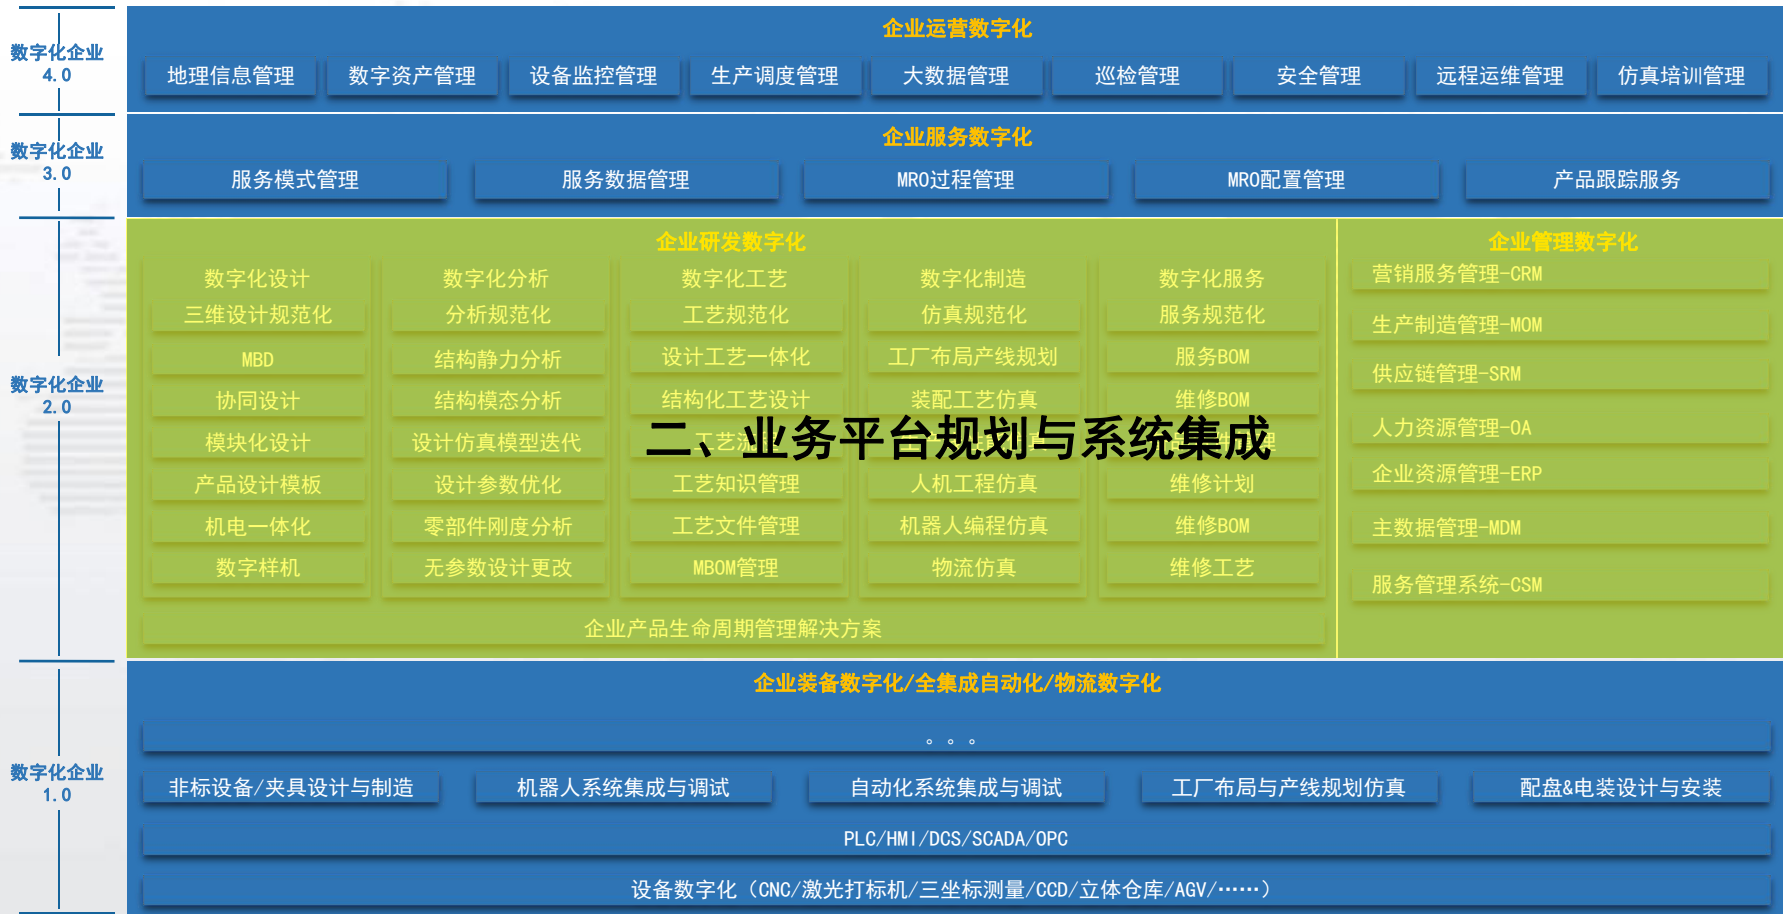 数字化企业
4.0
企业运营数字化
地理信息管理 数字资产管理 设备监控管理 生产调度管理 大数据管理 巡检管理 安全管理 远程运维管理 仿真培训管理
数字化企业
3.0
企业服务数字化
服务模式管理 服务数据管理 MRO过程管理 MRO配置管理 产品跟踪服务
数字化企业
2.0
企业研发数字化
数字化设计
三维设计规范化
MBD
协同设计
模块化设计
产品设计模板
机电一体化
数字样机
数字化分析
分析规范化
结构静力分析
结构模态分析
设计仿真模型迭代
设计参数优化
零部件刚度分析
无参数设计更改
数字化工艺
工艺规范化
设计工艺一体化
结构化工艺设计
工艺流
工艺知识管理
工艺文件管理
MBOM管理
数字化制造
仿真规范化
工厂布局产线规划
装配工艺仿真
人机工程仿真
机器人编程仿真
物流仿真
数字化服务
服务规范化
服务BOM
维修BOM
维修计划
维修BOM
维修工艺
企业产品生命周期管理解决方案
二、业务平台规划与系统集成
企业管理数字化
营销服务管理-CRM
生产制造管理-MOM
供应链管理-SRM
人力资源管理-OA
企业资源管理-ERP
主数据管理-MDM
服务管理系统-CSM
数字化企业
1.0
企业装备数字化/全集成自动化/物流数字化
。。。
非标设备/夹具设计与制造 机器人系统集成与调试 自动化系统集成与调试 工厂布局与产线规划仿真 配盘&电装设计与安装
PLC/HMI/DCS/SCADA/OPC
设备数字化（CNC/激光打标机/三坐标测量/CCD/立体仓库/AGV/……）